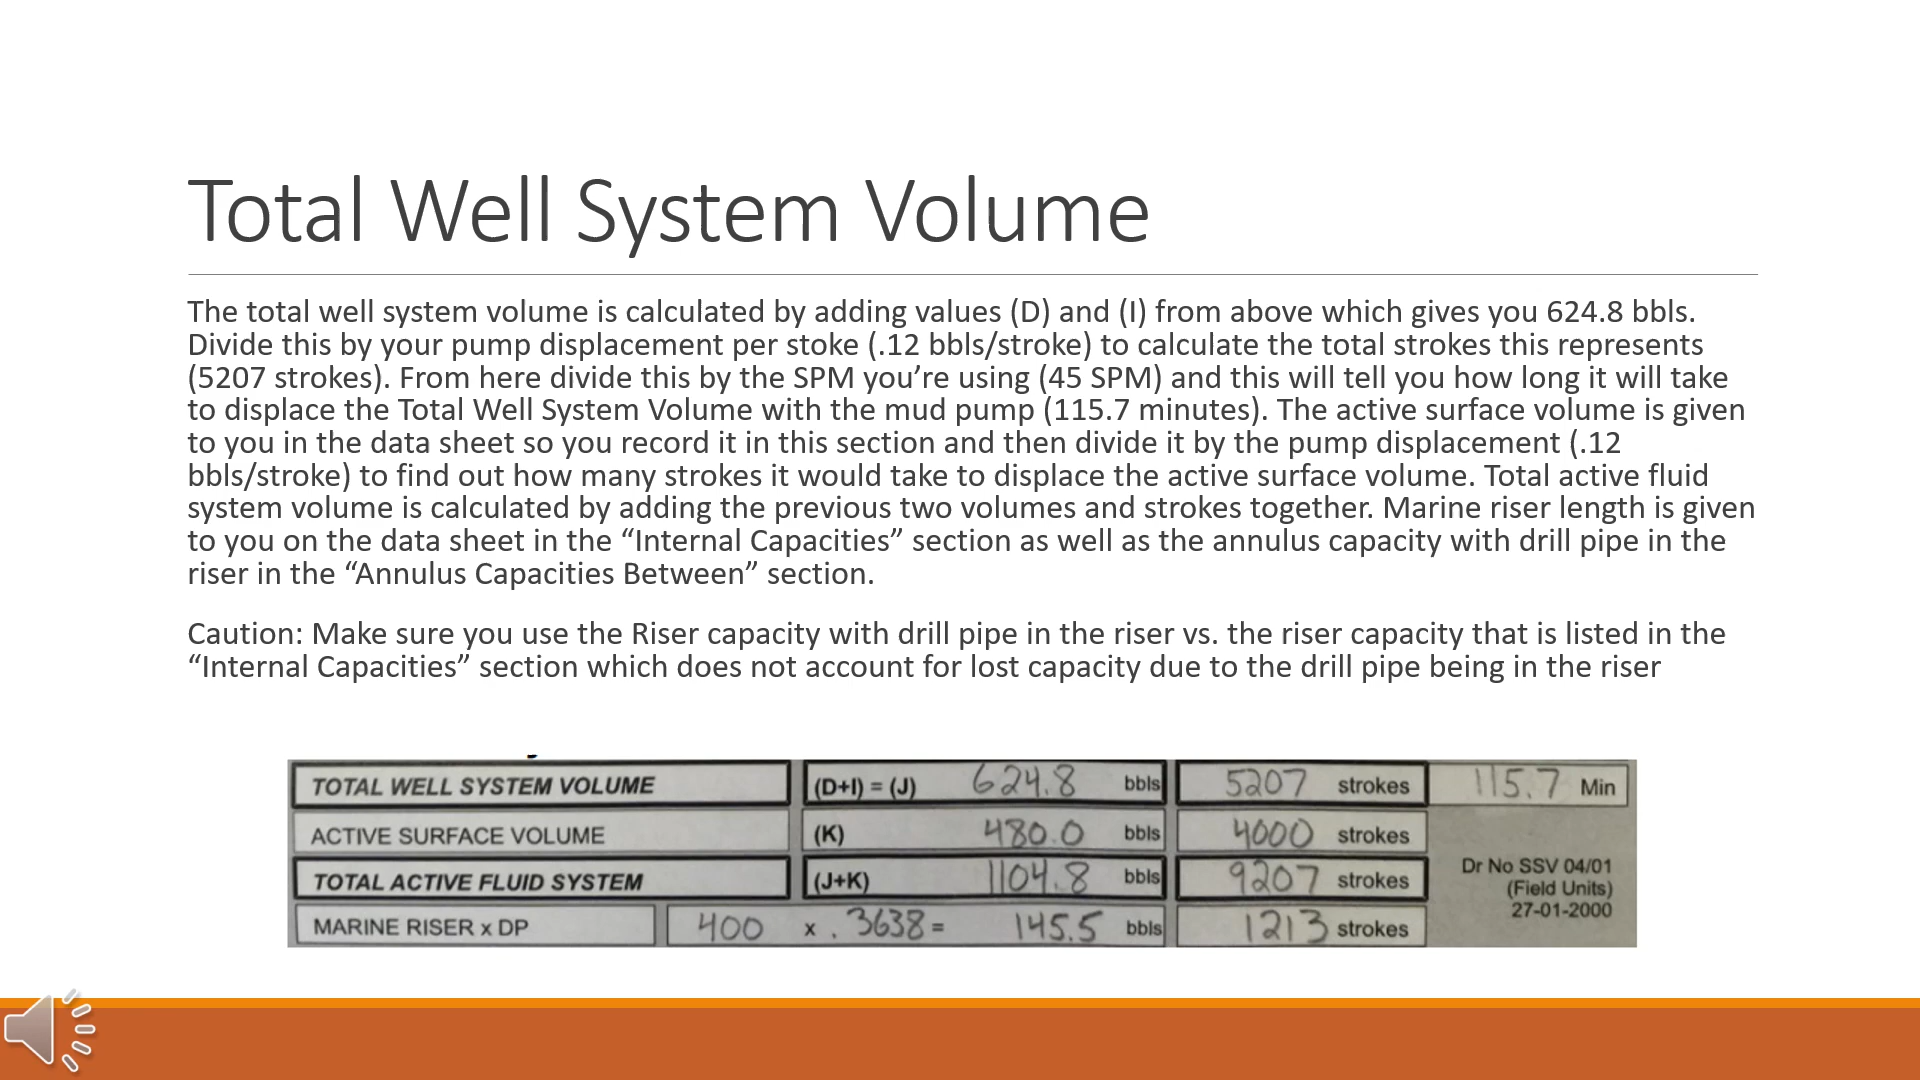 Total Well System Volume
The total well system volume is calculated by adding values (D) and (I) from above which gives you 624.8 bbls.
Divide this by your pump displacement per stoke (.12 bbls/stroke) to calculate the total strokes this represents
(5207 strokes). From here divide this by the SPM you’re using (45 SPM) and this will tell you how long it will take
to displace the Total Well System Volume with the mud pump (115.7 minutes). The active surface volume is given
to you in the data sheet so you record it in this section and then divide it by the pump displacement (.12
bbls/stroke) to find out how many strokes it would take to displace the active surface volume. Total active fluid
system volume is calculated by adding the previous two volumes and strokes together. Marine riser length is given
to you on the data sheet in the “Internal Capacities” section as well as the annulus capacity with drill pipe in the
riser in the “Annulus Capacities Between” section.
Caution: Make sure you use the Riser capacity with drill pipe in the riser vs. the riser capacity that is listed in the
“Internal Capacities” section which does not account for lost capacity due to the drill pipe being in the riser
TOTAL WELL SYSTEM VOLUME (D+I) = (J) 624.8 bbls 5207 strokes 115.7 Min
ACTIVE SURFACE VOLUME (K) 480.0 bbls 4000 strokes
TOTAL ACTIVE FLUID SYSTEM (J+K) 1104.8 bbls 9207 strokes
MARINE RISER x DP 400 x .3638 = 145.5 bbls 1213 strokes
Dr No SSV 04/01
(Field Units)
27-01-2000